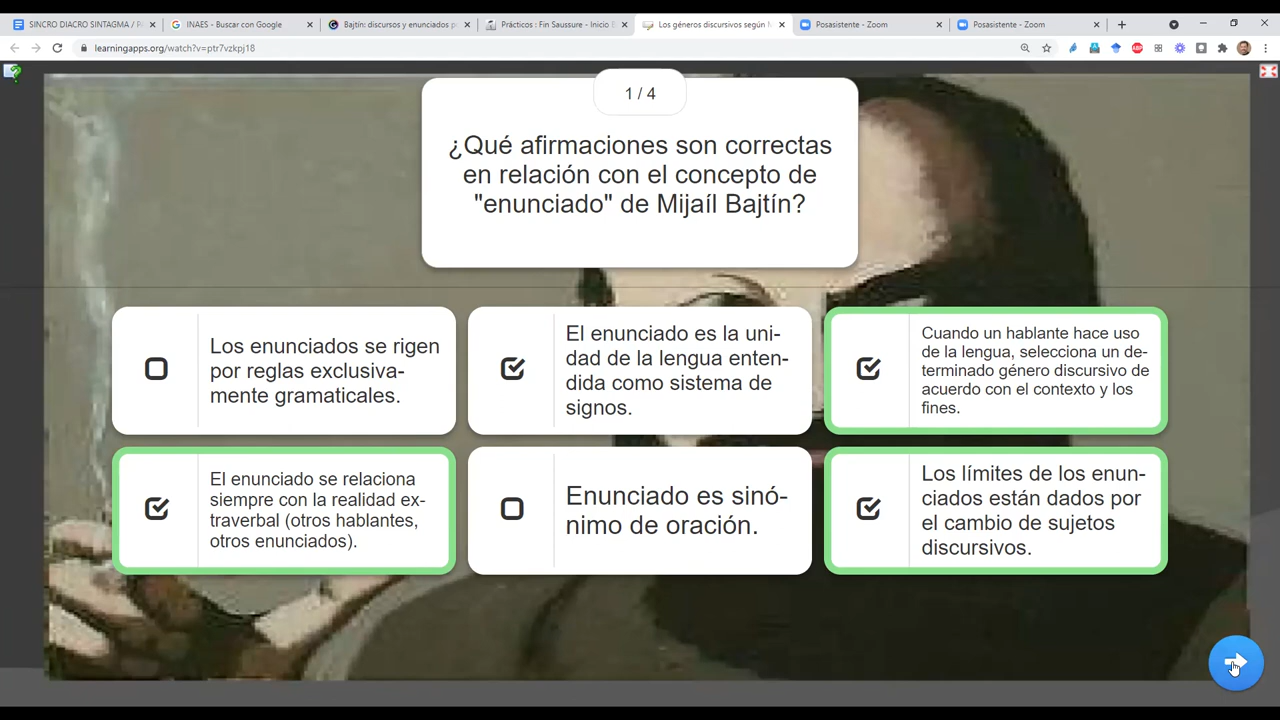 SINCRO DIACRO SINTAGMA / P
INAES - Buscar con Google
Bajtín: discursos y enunciados p
Prácticos : Fin Saussure - Inicio B
Los géneros discursivos según
Posasistente - Zoom
Posasistente - Zoom
learningapps.org/watch?v=ptr7vzkpj18
1 / 4
¿Qué afirmaciones son correctas
en relación con el concepto de
"enunciado" de Mijaíl Bajtín?
Los enunciados se rigen
por reglas exclusiva-
mente gramaticales.
El enunciado es la uni-
dad de la lengua enten-
dida como sistema de
signos.
Cuando un hablante hace uso
de la lengua, selecciona un de-
terminado género discursivo de
acuerdo con el contexto y los
fines.
El enunciado se relaciona
siempre con la realidad ex-
traverbal (otros hablantes,
otros enunciados).
Enunciado es sinó-
nimo de oración.
Los límites de los enun-
ciados están dados por
el cambio de sujetos
discursivos.